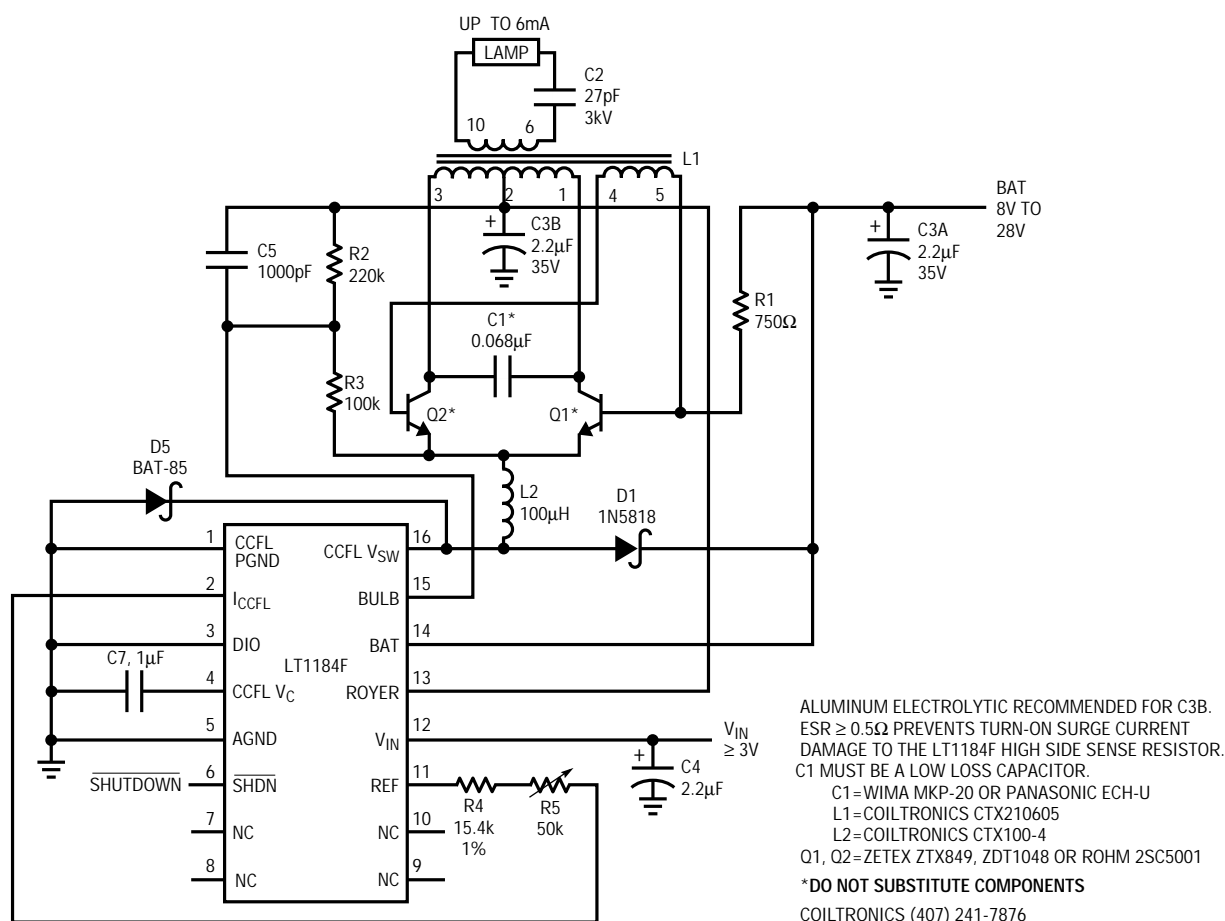 UP TO 6mA
LAMP
C2
27pF
3kV
10
6
L1
3
2
1
4
5
BAT
8V TO
28V
+
C3B
2.2µF
35V
+
C3A
2.2µF
35V
C5
1000pF
R2
220k
R1
750Ω
C1*
0.068µF
R3
100k
Q2*
Q1*
D5
BAT-85
L2
100µH
D1
1N5818
1
CCFL
PGND
CCFL VSW
16
2
ICCFL
BULB
15
3
DIO
BAT
14
C7, 1µF
LT1184F
4
CCFL VC
ROYER
13
5
AGND
VIN
12
VIN
≥ 3V
+
C4
2.2µF
SHUTDOWN
6
SHDN
REF
11
R4
15.4k
1%
R5
50k
7
NC
NC
10
8
NC
NC
9
ALUMINUM ELECTROLYTIC RECOMMENDED FOR C3B.
ESR ≥ 0.5Ω PREVENTS TURN-ON SURGE CURRENT
DAMAGE TO THE LT1184F HIGH SIDE SENSE RESISTOR.
C1 MUST BE A LOW LOSS CAPACITOR.
C1=WIMA MKP-20 OR PANASONIC ECH-U
L1=COILTRONICS CTX210605
L2=COILTRONICS CTX100-4
Q1, Q2=ZETEX ZTX849, ZDT1048 OR ROHM 2SC5001
*DO NOT SUBSTITUTE COMPONENTS
COILTRONICS (407) 241-7876